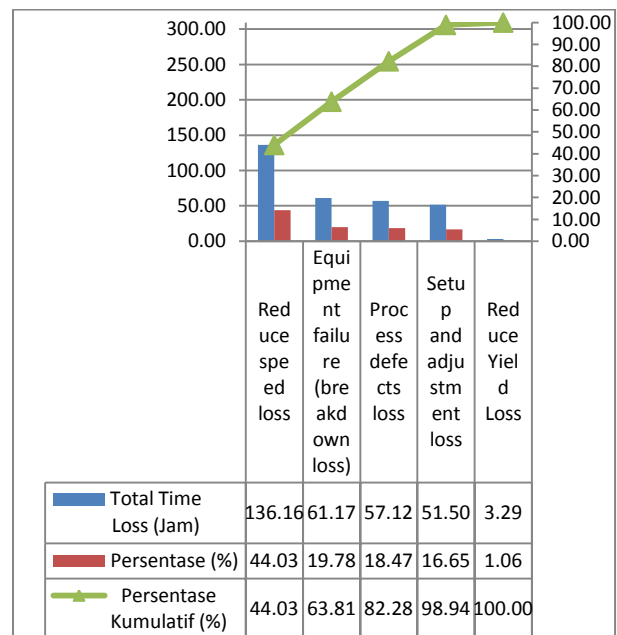 300.00
250.00
200.00
150.00
100.00
50.00
0.00
100.00
90.00
80.00
70.00
60.00
50.00
40.00
30.00
20.00
10.00
0.00
Red
uce
spe
ed
loss
Equi
pme
nt
failu
re
(bre
akd
own
loss)
Proc
ess
defe
cts
loss
Setu
p
and
adju
stm
ent
loss
Red
uce
Yiel
d
Loss
Total Time
Loss (Jam)
136.16 61.17 57.12 51.50 3.29
Persentase (%) 44.03 19.78 18.47 16.65 1.06
Persentase
Kumulatif (%)
44.03 63.81 82.28 98.94 100.00